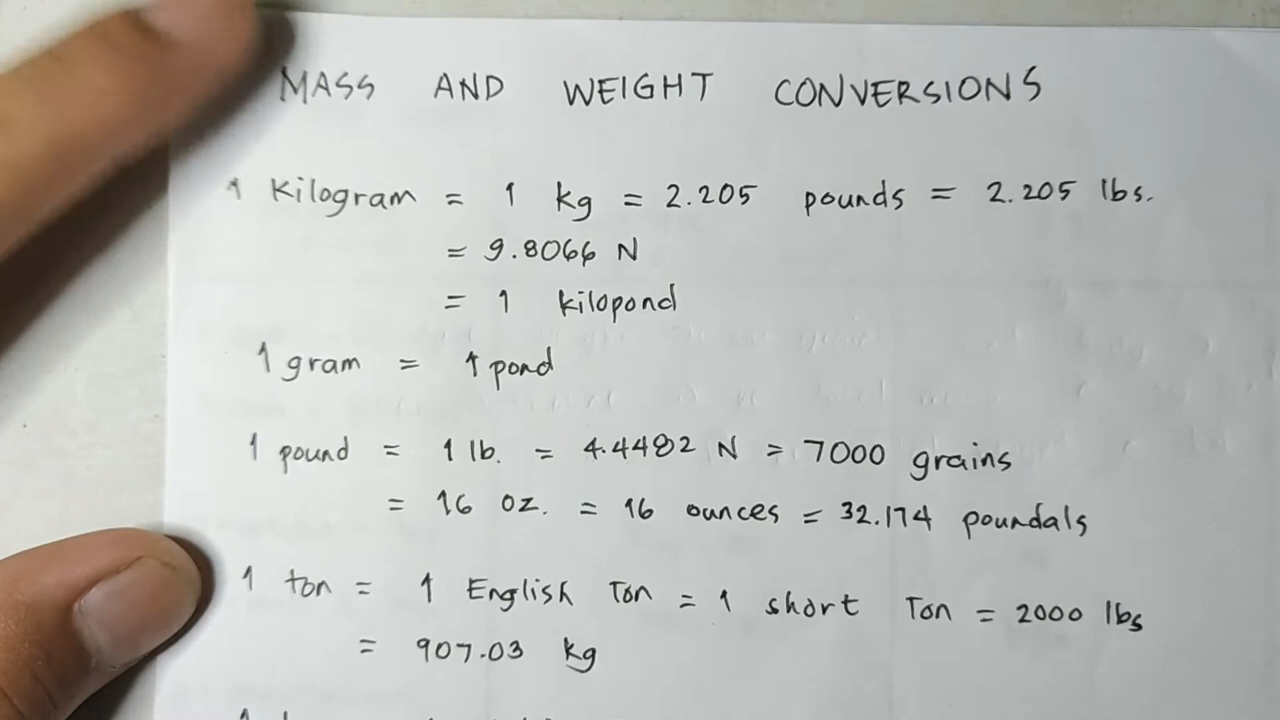 MASS AND WEIGHT CONVERSIONS
1 Kilogram = 1 kg = 2.205 pounds = 2.205 lbs.
= 9.8066 N
= 1 kilopond
1 gram = 1 pond
1 pound = 1 lb. = 4.4482 N = 7000 grains
= 16 oz. = 16 ounces = 32.174 poundals
1 ton = 1 English Ton = 1 short Ton = 2000 lbs
= 907.03 kg